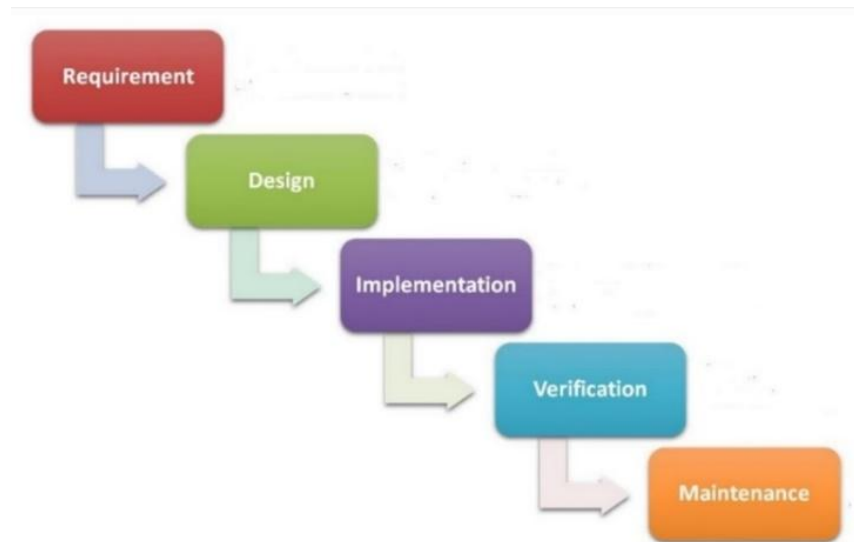 Requirement
Design
Implementation
Verification
Maintenance